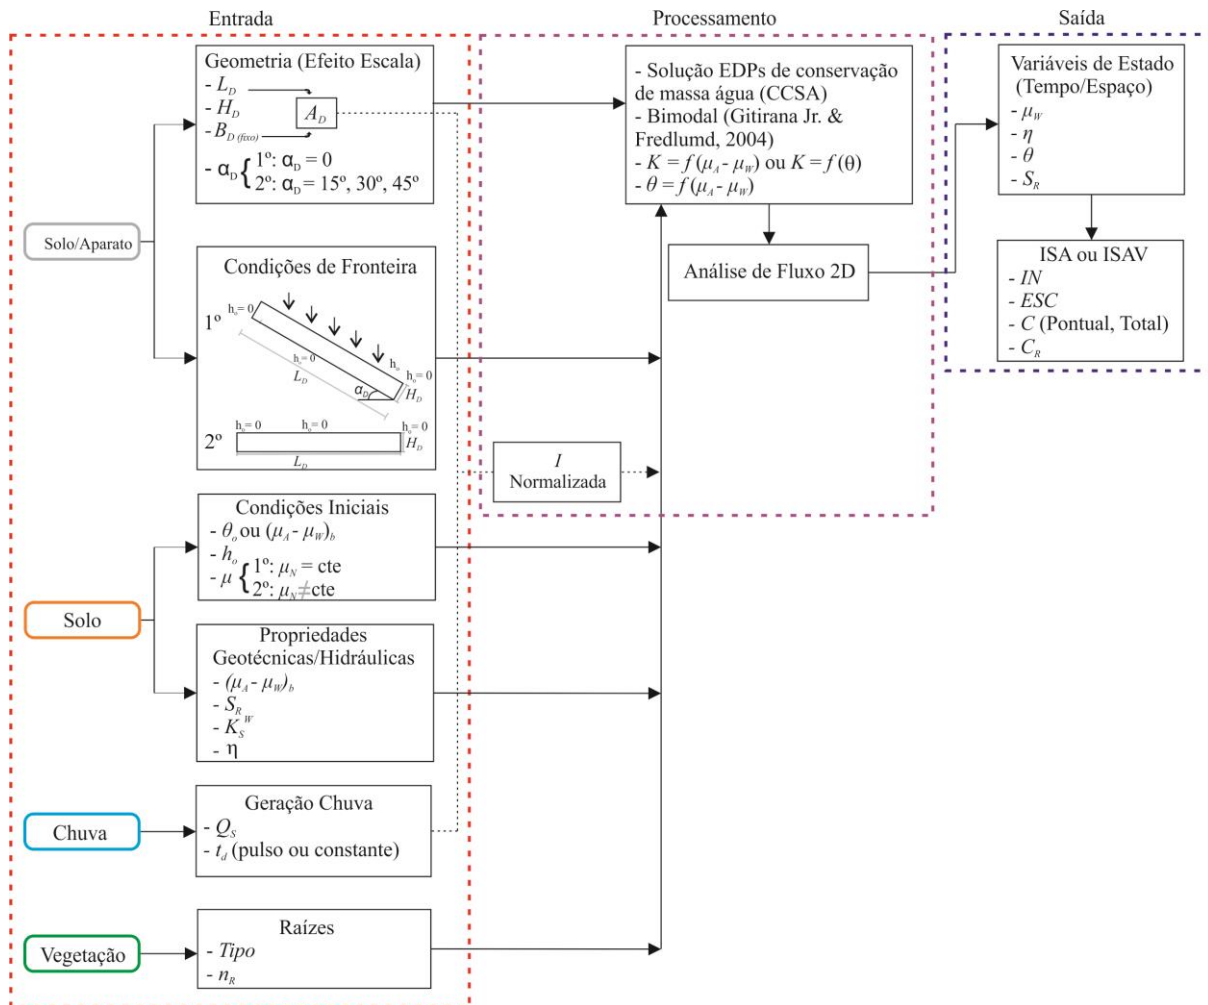 Entrada
Processamento
Saída
Solo/Aparato
Geometria (Efeito Escala)
- L_D
- H_D
- B_D (fixo)
A_D
- α_D { 1º: α_D = 0
2º: α_D = 15º, 30º, 45º
Condições de Fronteira
1º
h_o = 0
h_o = 0
L_D
h_o
h_o = 0
α_D
H_D
2º
h_o = 0 h_o = 0 h_o = 0
H_D
L_D
Solo
Condições Iniciais
- θ_o ou (μ_A - μ_W)_b
- h_o
- μ { 1º: μ_N = cte
2º: μ_N ≠ cte
Propriedades
Geotécnicas/Hidráulicas
- (μ_A - μ_W)_b
- S_R
- K_S^W
- η
Chuva
Geração Chuva
- Q_S
- t_d (pulso ou constante)
Vegetação
Raízes
- Tipo
- n_R
- Solução EDPs de conservação
de massa água (CCSA)
- Bimodal (Gitirana Jr. &
Fredlumd, 2004)
- K = f (μ_A - μ_W) ou K = f (θ)
- θ = f (μ_A - μ_W)
Análise de Fluxo 2D
I
Normalizada
Variáveis de Estado
(Tempo/Espaço)
- μ_W
- η
- θ
- S_R
ISA ou ISAV
- IN
- ESC
- C (Pontual, Total)
- C_R